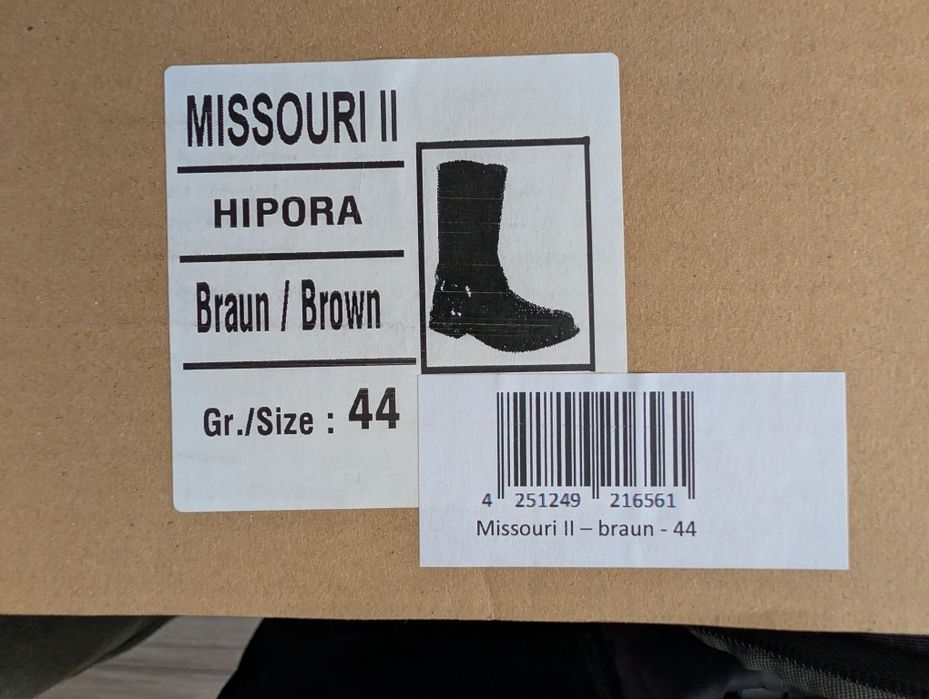 MISSOURI II
HIPORA
Braun / Brown
Gr./Size : 44
4 251249 216561
Missouri II – braun - 44